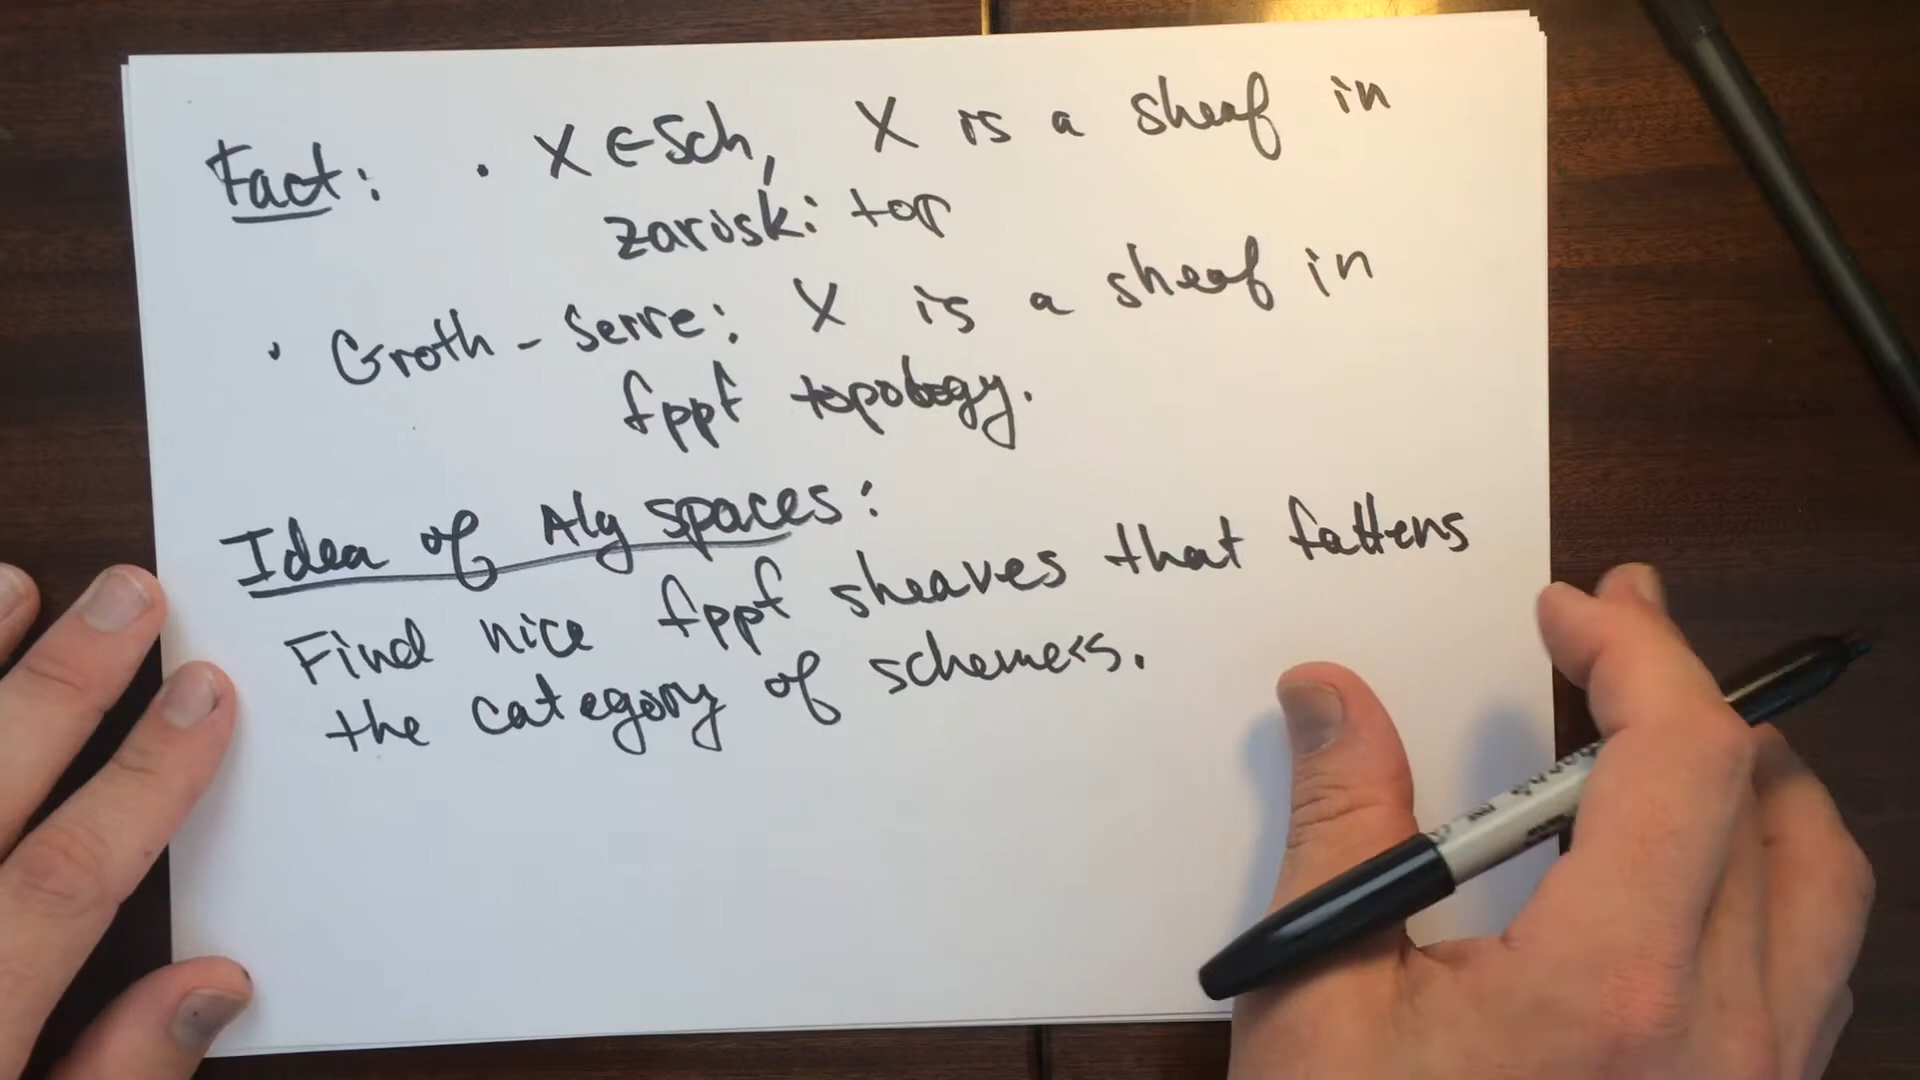 Fact: · X ∈ Sch, X is a sheaf in
zariski top
· Groth - Serre: X is a sheaf in
fppf topology.
Idea of Alg spaces:
Find nice fppf sheaves that fattens
the category of schemes.